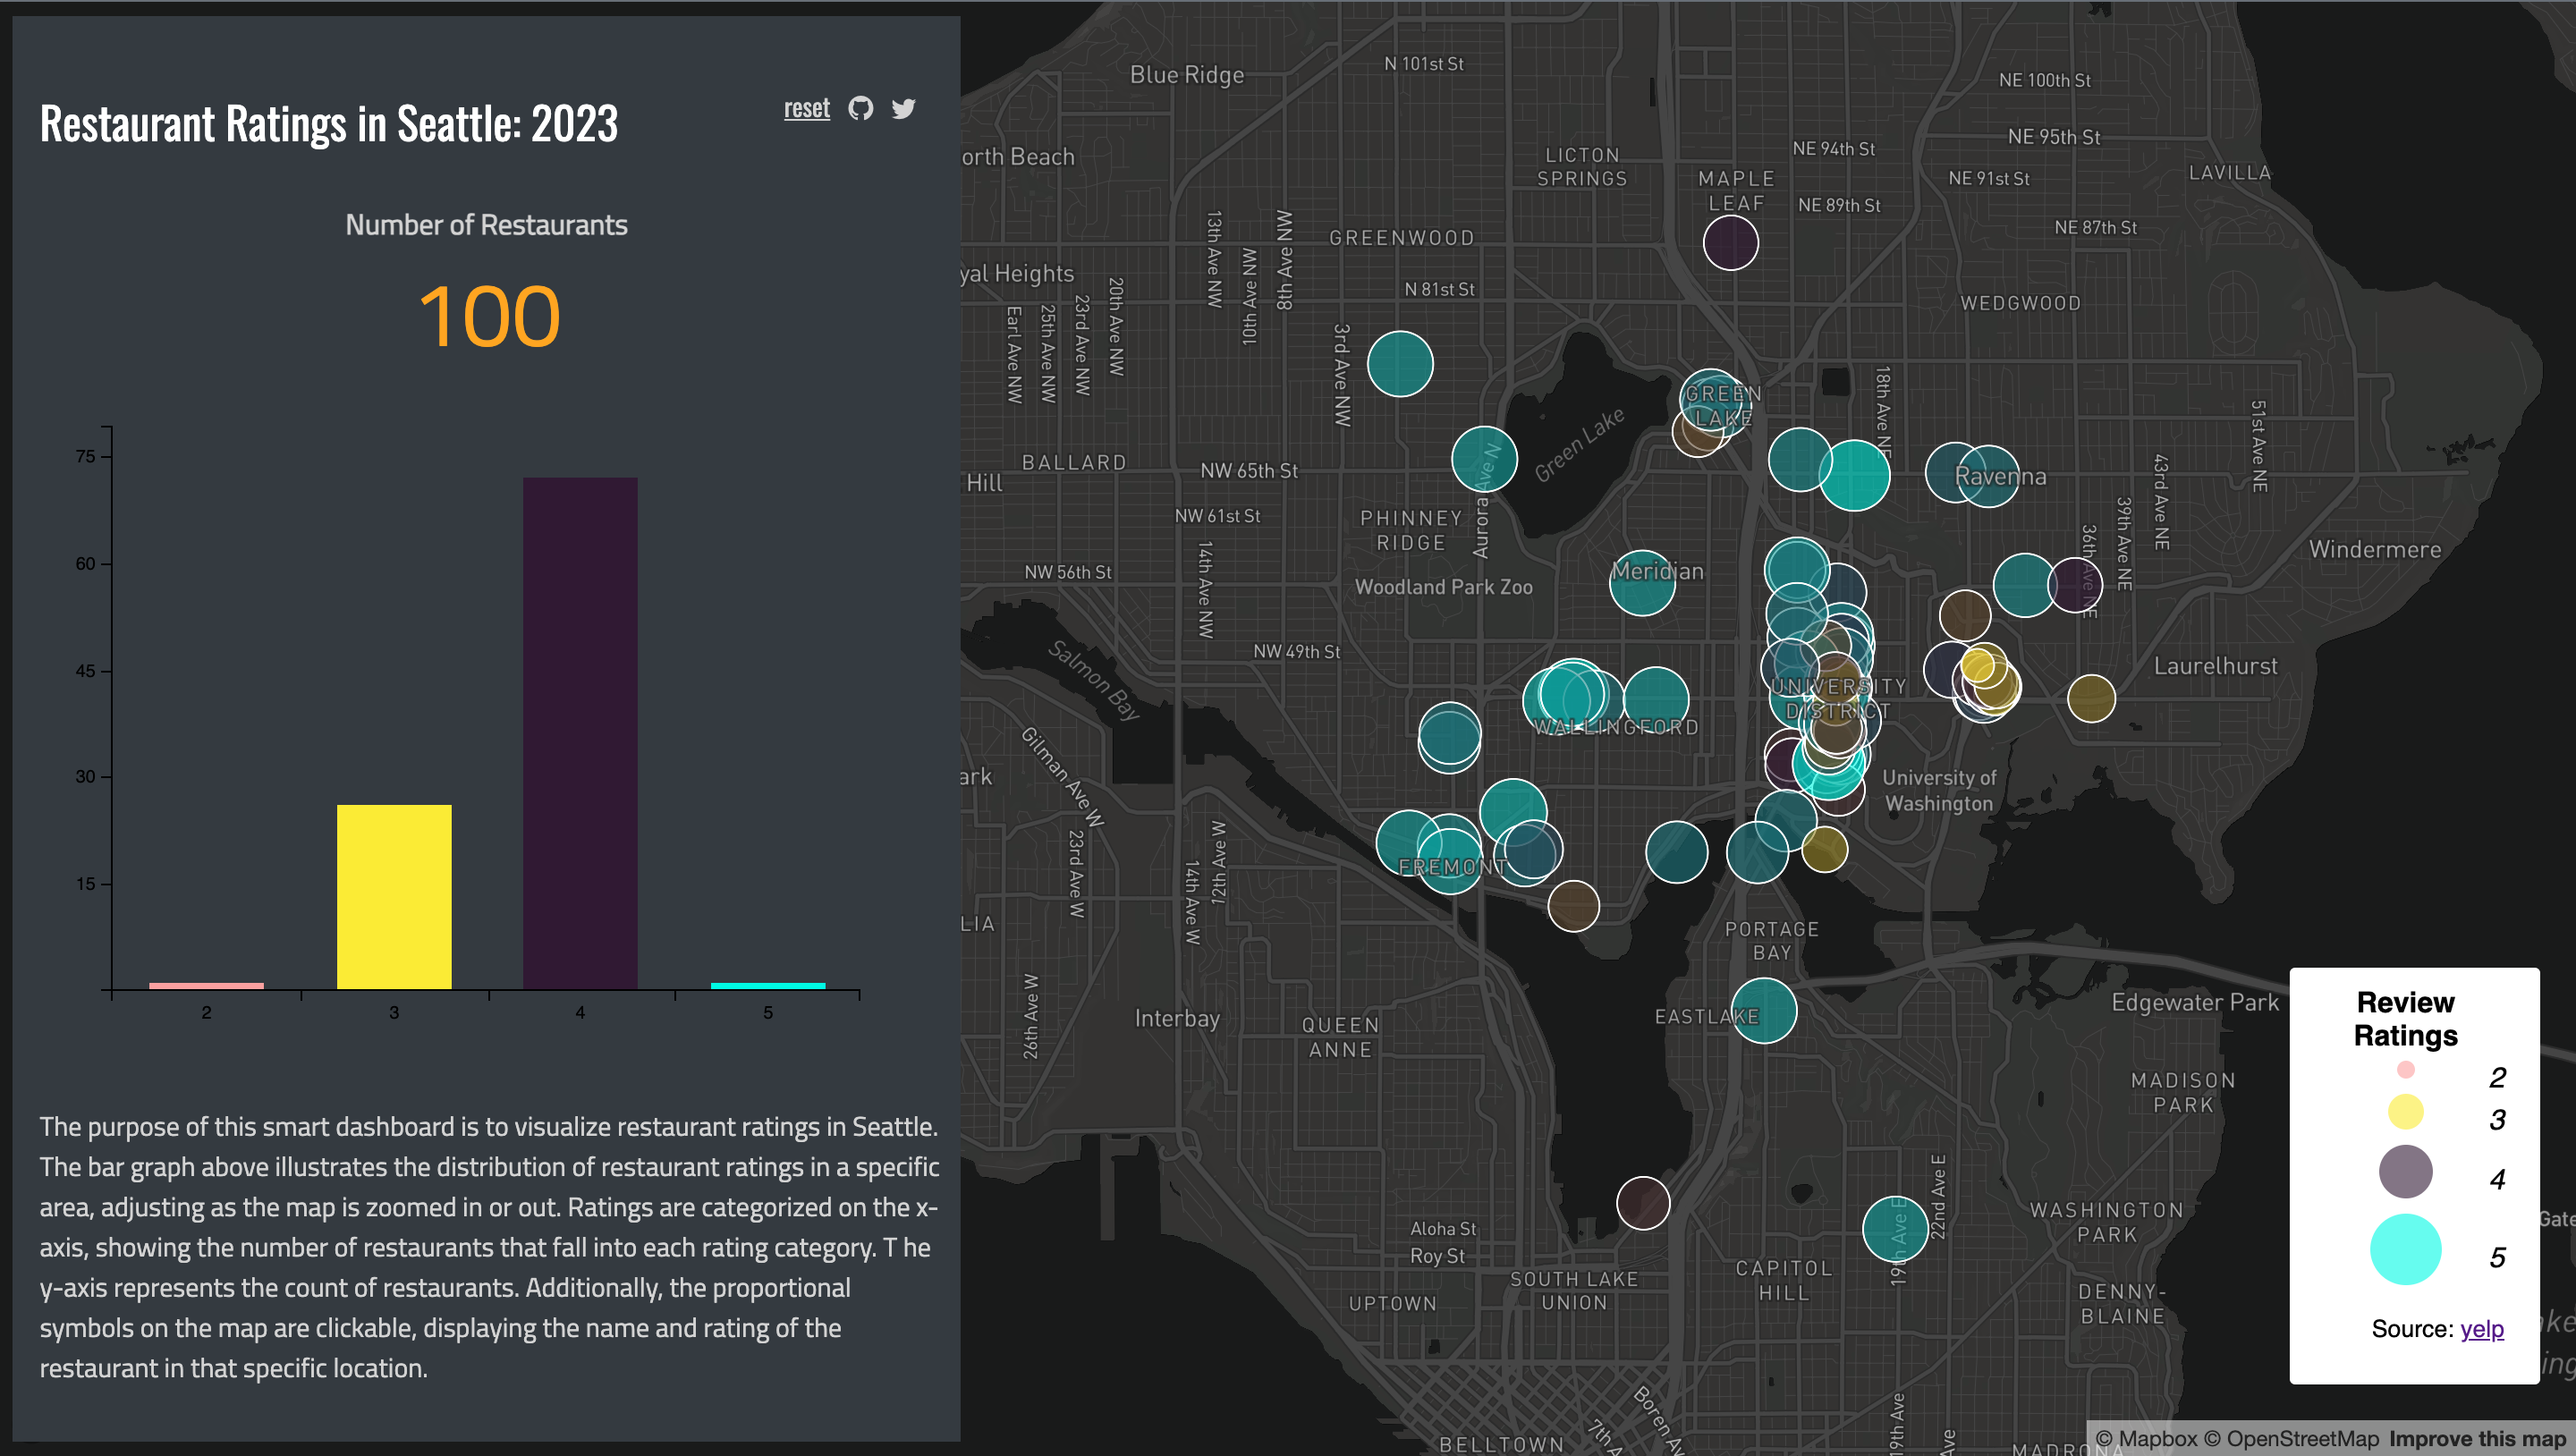 Restaurant Ratings in Seattle: 2023
reset
Number of Restaurants
100
75
60
45
30
15
2
3
4
5
The purpose of this smart dashboard is to visualize restaurant ratings in Seattle.
The bar graph above illustrates the distribution of restaurant ratings in a specific
area, adjusting as the map is zoomed in or out. Ratings are categorized on the x-
axis, showing the number of restaurants that fall into each rating category. T he
y-axis represents the count of restaurants. Additionally, the proportional
symbols on the map are clickable, displaying the name and rating of the
restaurant in that specific location.
Blue Ridge
N 101st St
NE 100th St
orth Beach
LICTON
SPRINGS
NE 94th St
NE 95th St
MAPLE
LEAF
NE 91st St
LAVILLA
NE 89th St
NE 87th St
GREENWOOD
13th Ave NW
10th Ave NW
8th Ave NW
yal Heights
N 81st St
WEDGWOOD
Earl Ave NW
25th Ave NW
23rd Ave NW
20th Ave NW
3rd Ave NW
GREEN
LAKE
Green Lake
18th Ave NE
51st Ave NE
BALLARD
NW 65th St
Hill
Aurora Ave N
Ravenna
43rd Ave NE
39th Ave NE
36th Ave NE
NW 61st St
PHINNEY
RIDGE
14th Ave NW
Windermere
NW 56th St
Woodland Park Zoo
Meridian
NW 49th St
Salmon Bay
Laurelhurst
UNIVERSITY
DISTRICT
WALLINGFORD
Gilman Ave W
ark
University of
Washington
23rd Ave W
14th Ave W
12th Ave W
FREMONT
LIA
PORTAGE
BAY
26th Ave W
Interbay
QUEEN
ANNE
EASTLAKE
Edgewater Park
MADISON
PARK
22nd Ave E
19th Ave E
Aloha St
Roy St
WASHINGTON
PARK
Gate
SOUTH LAKE
UNION
CAPITOL
HILL
UPTOWN
DENNY-
BLAINE
ke
ing
Boren Av
7th A
19th Ave
Ave
BELLTOWN
MADRONA
Review
Ratings
2
3
4
5
Source: yelp
© Mapbox © OpenStreetMap Improve this map